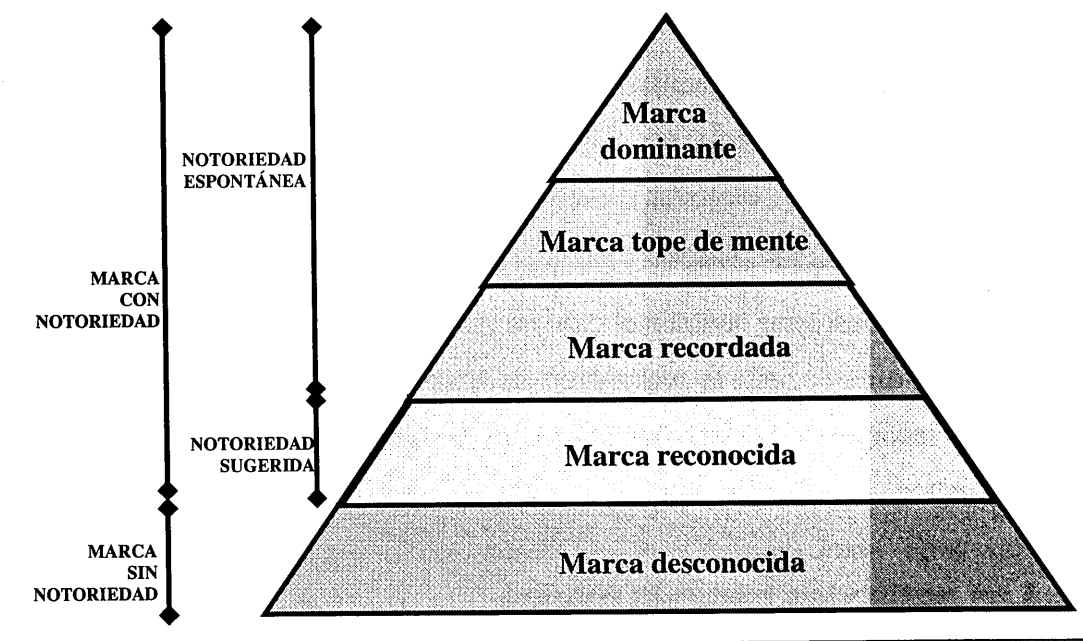 Marca
dominante
NOTORIEDAD
ESPONTÁNEA
Marca tope de mente
MARCA
CON
NOTORIEDAD
Marca recordada
NOTORIEDAD
SUGERIDA
Marca reconocida
MARCA
SIN
NOTORIEDAD
Marca desconocida